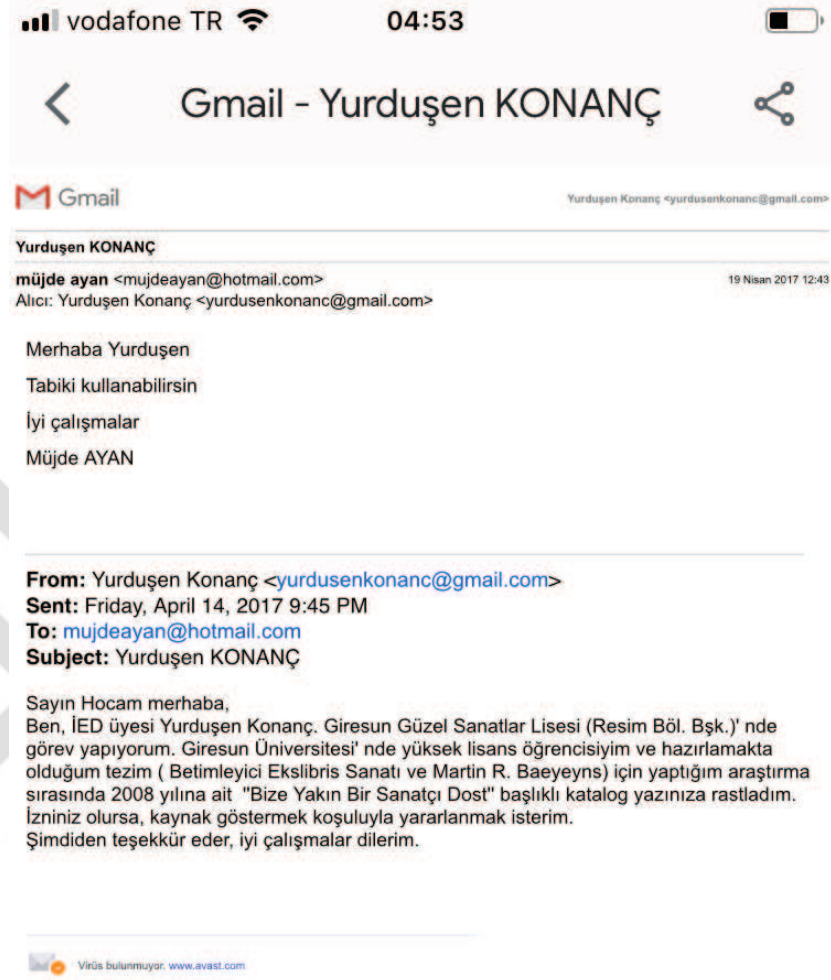 vodafone TR 04:53
Gmail - Yurduşen KONANÇ
Gmail Yurduşen Konanç <yurdusenkonanc@gmail.com>
Yurduşen KONANÇ
müjde ayan <mujdeayan@hotmail.com> 19 Nisan 2017 12:43
Alıcı: Yurduşen Konanç <yurdusenkonanc@gmail.com>
Merhaba Yurduşen
Tabiki kullanabilirsin
İyi çalışmalar
Müjde AYAN
From: Yurduşen Konanç <yurdusenkonanc@gmail.com>
Sent: Friday, April 14, 2017 9:45 PM
To: mujdeayan@hotmail.com
Subject: Yurduşen KONANÇ
Sayın Hocam merhaba,
Ben, İED üyesi Yurduşen Konanç. Giresun Güzel Sanatlar Lisesi (Resim Böl. Bşk.)' nde
görev yapıyorum. Giresun Üniversitesi' nde yüksek lisans öğrencisiyim ve hazırlamakta
olduğum tezim ( Betimleyici Ekslibris Sanatı ve Martin R. Baeyeyns) için yaptığım araştırma
sırasında 2008 yılına ait "Bize Yakın Bir Sanatçı Dost" başlıklı katalog yazınıza rastladım.
İzniniz olursa, kaynak göstermek koşuluyla yararlanmak isterim.
Şimdiden teşekkür eder, iyi çalışmalar dilerim.
Virüs bulunmuyor. www.avast.com